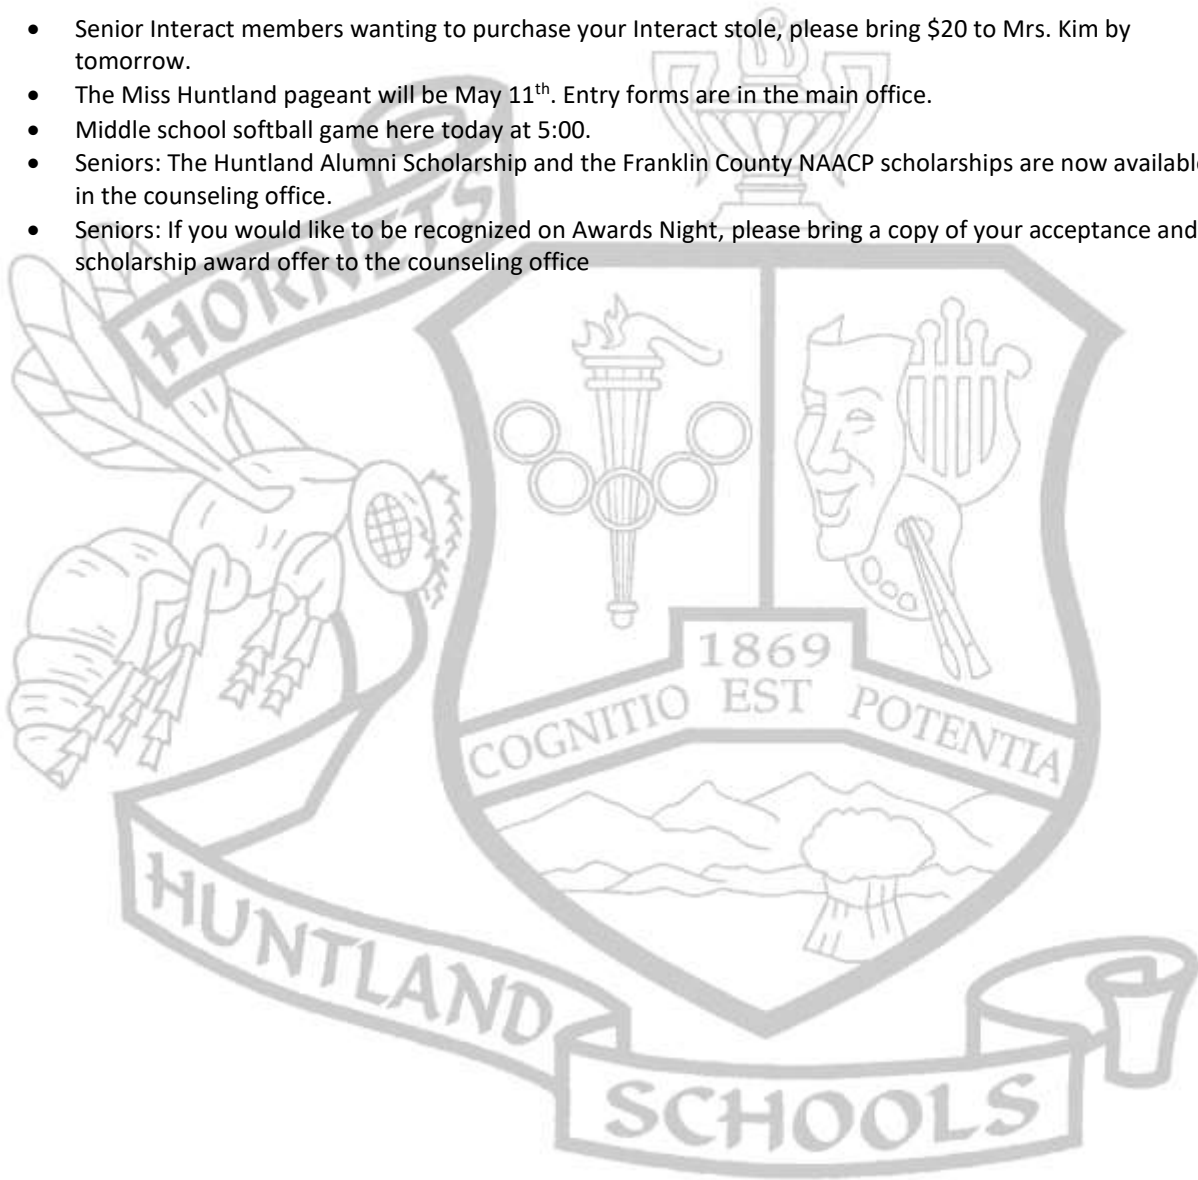 • Senior Interact members wanting to purchase your Interact stole, please bring $20 to Mrs. Kim by
tomorrow.
• The Miss Huntland pageant will be May 11th. Entry forms are in the main office.
• Middle school softball game here today at 5:00.
• Seniors: The Huntland Alumni Scholarship and the Franklin County NAACP scholarships are now available
in the counseling office.
• Seniors: If you would like to be recognized on Awards Night, please bring a copy of your acceptance and
scholarship award offer to the counseling office
HORNETS
1869
COGNITIO EST POTENTIA
HUNTLAND
SCHOOLS